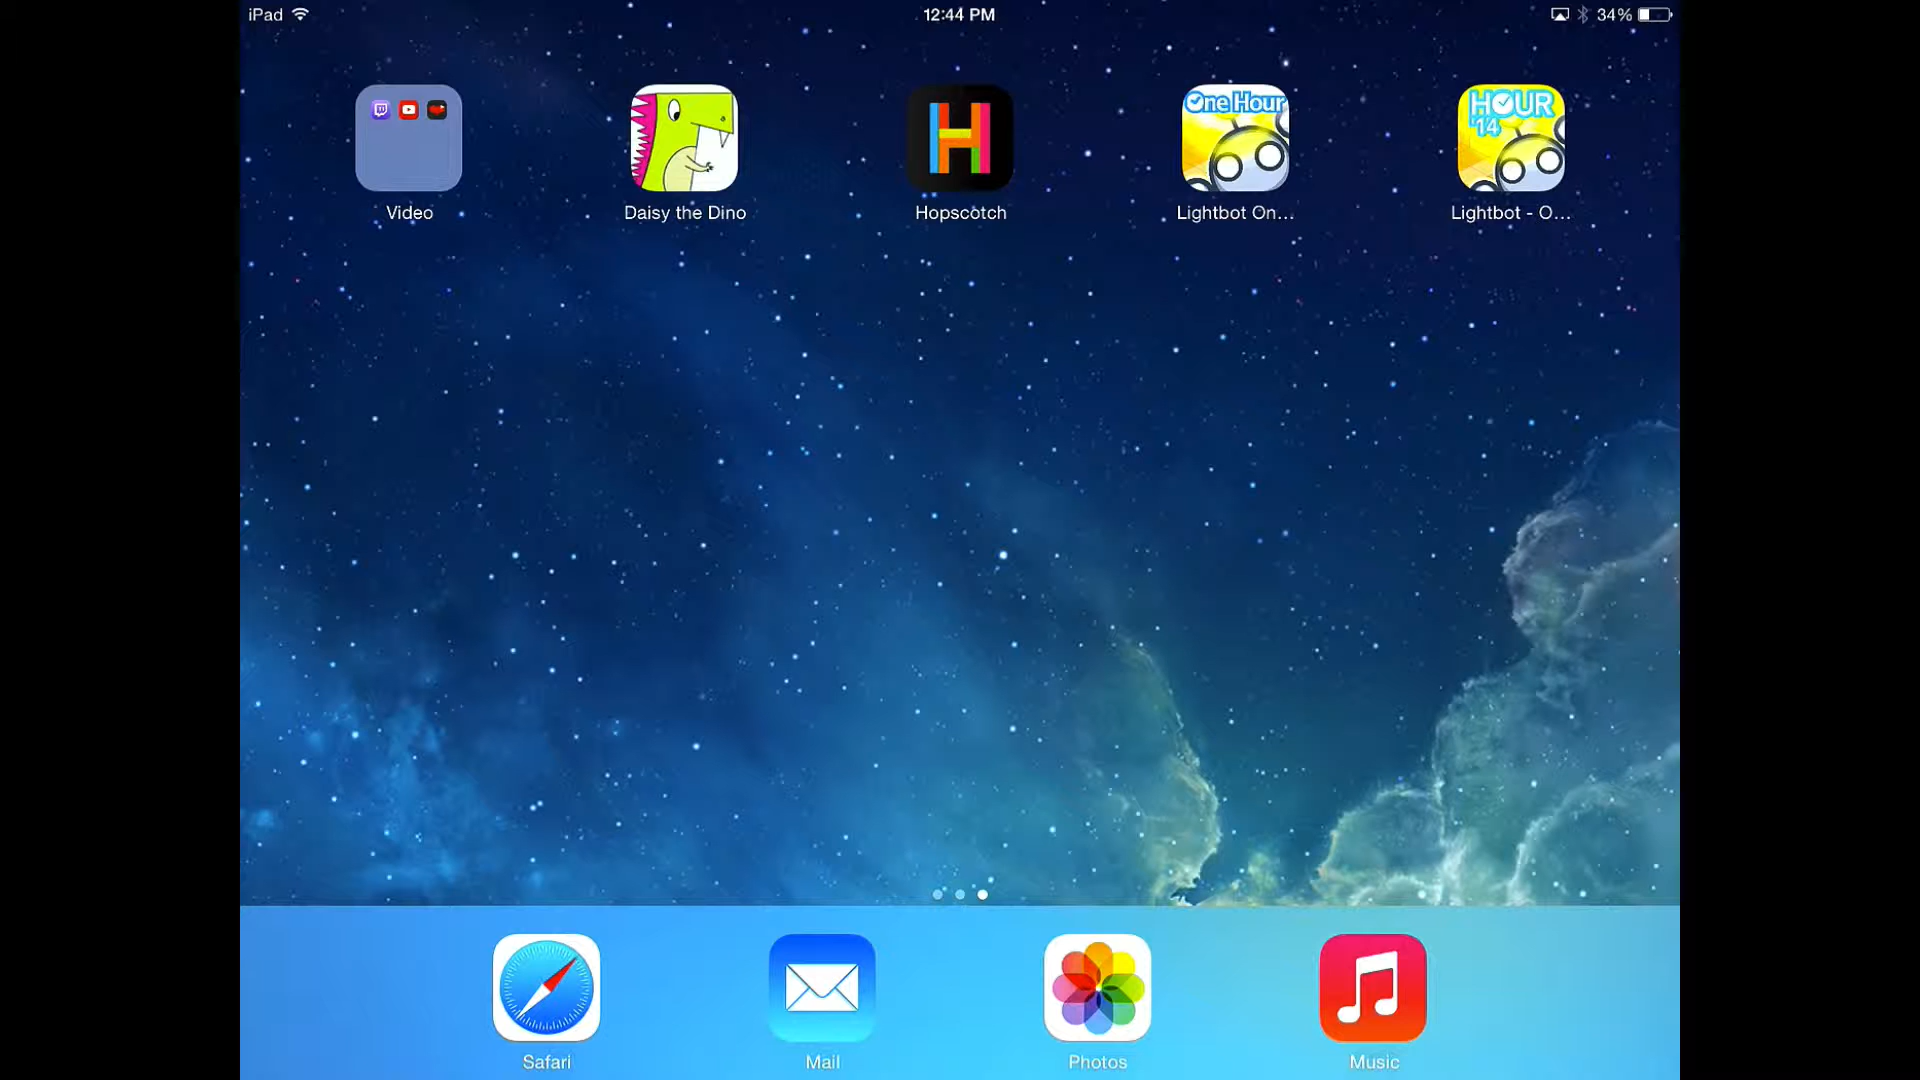 iPad 12:44 PM 34%
One Hour HOUR '14
Video Daisy the Dino Hopscotch Lightbot On... Lightbot - O...
Safari Mail Photos Music